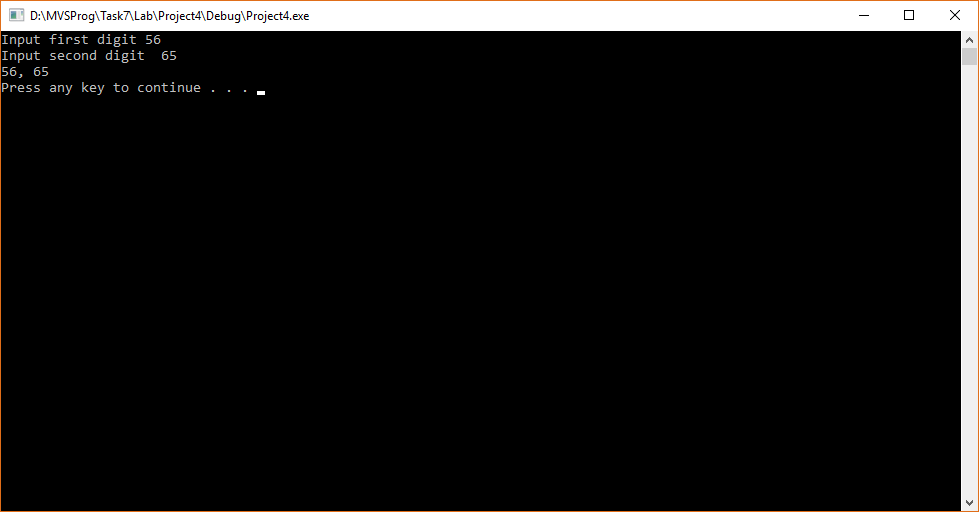 D:\MVSProg\Task7\Lab\Project4\Debug\Project4.exe
Input first digit 56
Input second digit  65
56, 65
Press any key to continue . . .